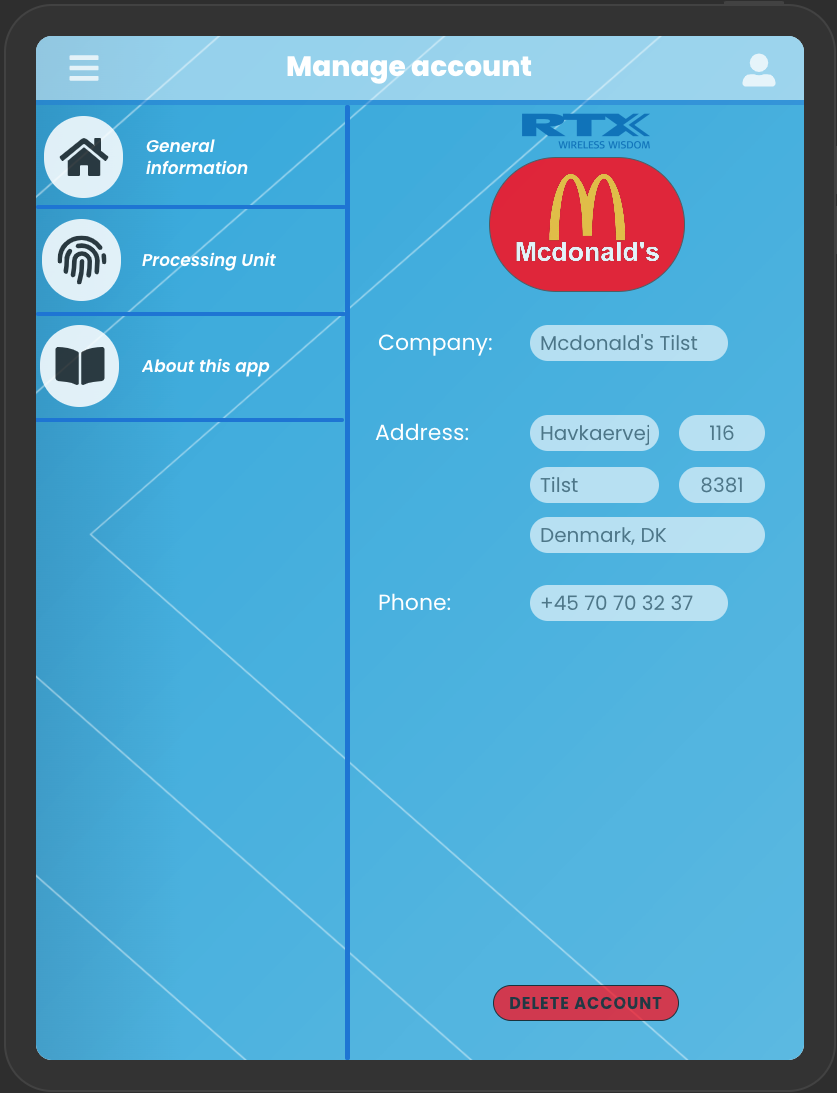 Manage account
General
information
Processing Unit
About this app
RTX
WIRELESS WISDOM
Mcdonald's
Company: Mcdonald's Tilst
Address: Havkaervej 116
Tilst 8381
Denmark, DK
Phone: +45 70 70 32 37
DELETE ACCOUNT